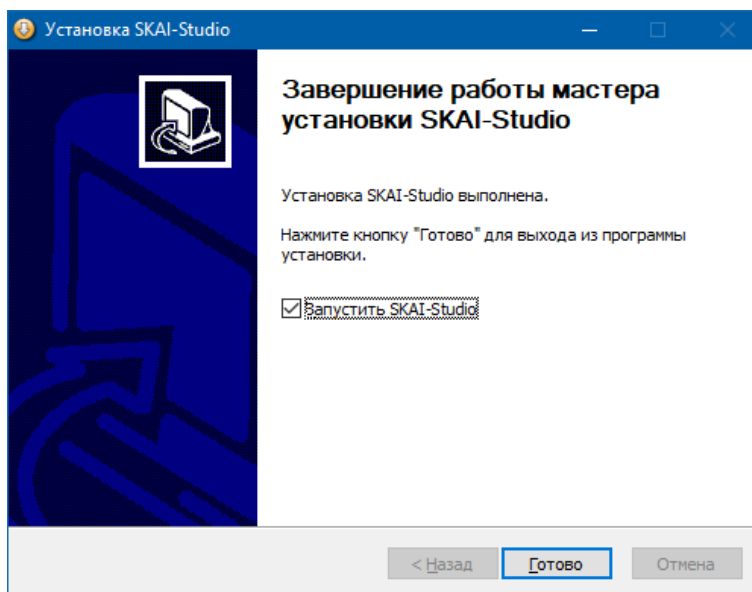 Установка SKAI-Studio
Завершение работы мастера
установки SKAI-Studio
Установка SKAI-Studio выполнена.
Нажмите кнопку "Готово" для выхода из программы
установки.
Запустить SKAI-Studio
< Назад
Готово
Отмена